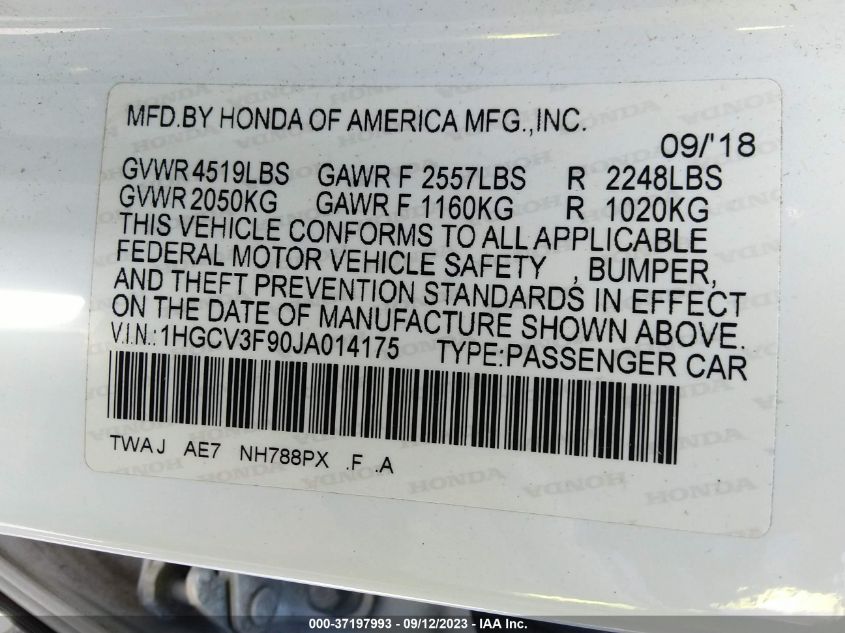 MFD.BY HONDA OF AMERICA MFG.,INC.
09/'18
GVWR 4519LBS GAWR F 2557LBS R 2248LBS
GVWR 2050KG GAWR F 1160KG R 1020KG
THIS VEHICLE CONFORMS TO ALL APPLICABLE
FEDERAL MOTOR VEHICLE SAFETY , BUMPER,
AND THEFT PREVENTION STANDARDS IN EFFECT
ON THE DATE OF MANUFACTURE SHOWN ABOVE.
V.I.N.:1HGCV3F90JA014175 TYPE:PASSENGER CAR
TWAJ AE7 NH788PX .F .A
HONDA HONDA HONDA
000-37197993 - 09/12/2023 - IAA Inc.